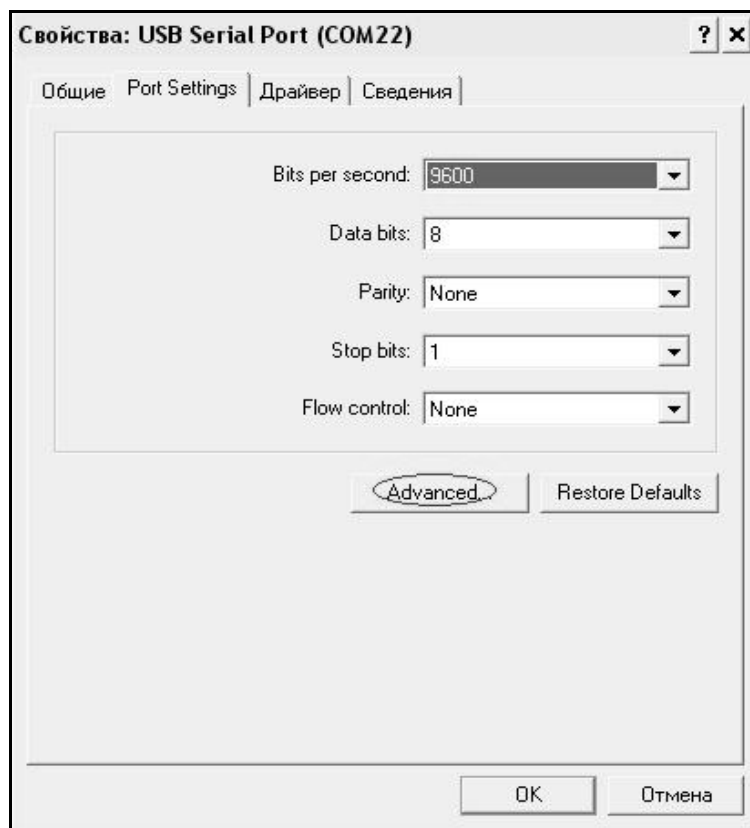 Свойства: USB Serial Port (COM22)
Общие Port Settings Драйвер Сведения
Bits per second: 9600
Data bits: 8
Parity: None
Stop bits: 1
Flow control: None
Advanced... Restore Defaults
OK Отмена